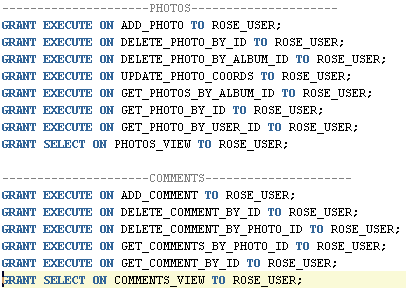 ---------------------PHOTOS---------------------
GRANT EXECUTE ON ADD_PHOTO TO ROSE_USER;
GRANT EXECUTE ON DELETE_PHOTO_BY_ID TO ROSE_USER;
GRANT EXECUTE ON DELETE_PHOTO_BY_ALBUM_ID TO ROSE_USER;
GRANT EXECUTE ON UPDATE_PHOTO_COORDS TO ROSE_USER;
GRANT EXECUTE ON GET_PHOTOS_BY_ALBUM_ID TO ROSE_USER;
GRANT EXECUTE ON GET_PHOTO_BY_ID TO ROSE_USER;
GRANT EXECUTE ON GET_PHOTO_BY_USER_ID TO ROSE_USER;
GRANT SELECT ON PHOTOS_VIEW TO ROSE_USER;
---------------------COMMENTS---------------------
GRANT EXECUTE ON ADD_COMMENT TO ROSE_USER;
GRANT EXECUTE ON DELETE_COMMENT_BY_ID TO ROSE_USER;
GRANT EXECUTE ON DELETE_COMMENT_BY_PHOTO_ID TO ROSE_USER;
GRANT EXECUTE ON GET_COMMENTS_BY_PHOTO_ID TO ROSE_USER;
GRANT EXECUTE ON GET_COMMENT_BY_ID TO ROSE_USER;
GRANT SELECT ON COMMENTS_VIEW TO ROSE_USER;